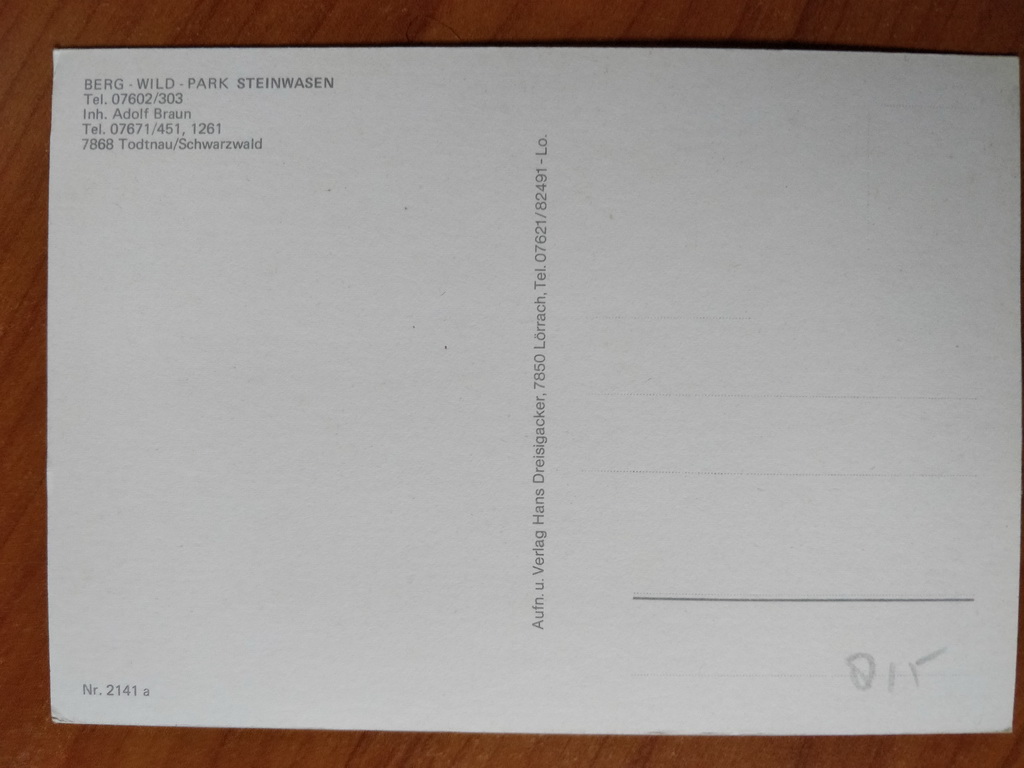 BERG - WILD - PARK STEINWASEN
Tel. 07602/303
Inh. Adolf Braun
Tel. 07671/451, 1261
7868 Todtnau/Schwarzwald
Aufn. u. Verlag Hans Dreisigacker, 7850 Lörrach, Tel. 07621/82491 - Lo.
Nr. 2141 a